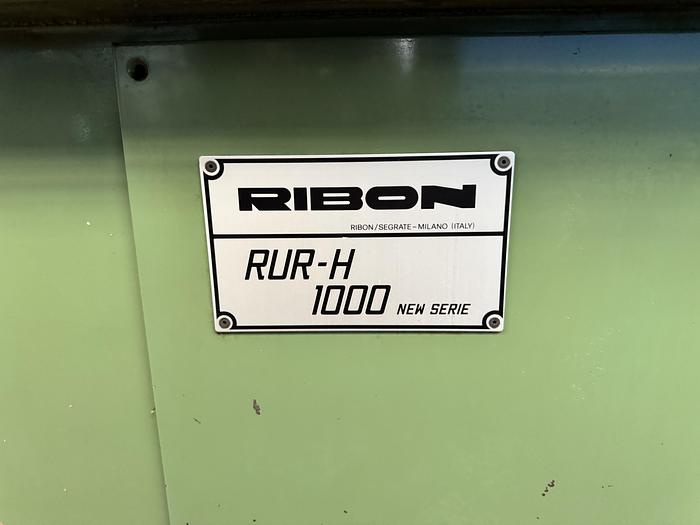 RIBON
RIBON/SEGRATE-MILANO (ITALY)
RUR-H
1000 NEW SERIE